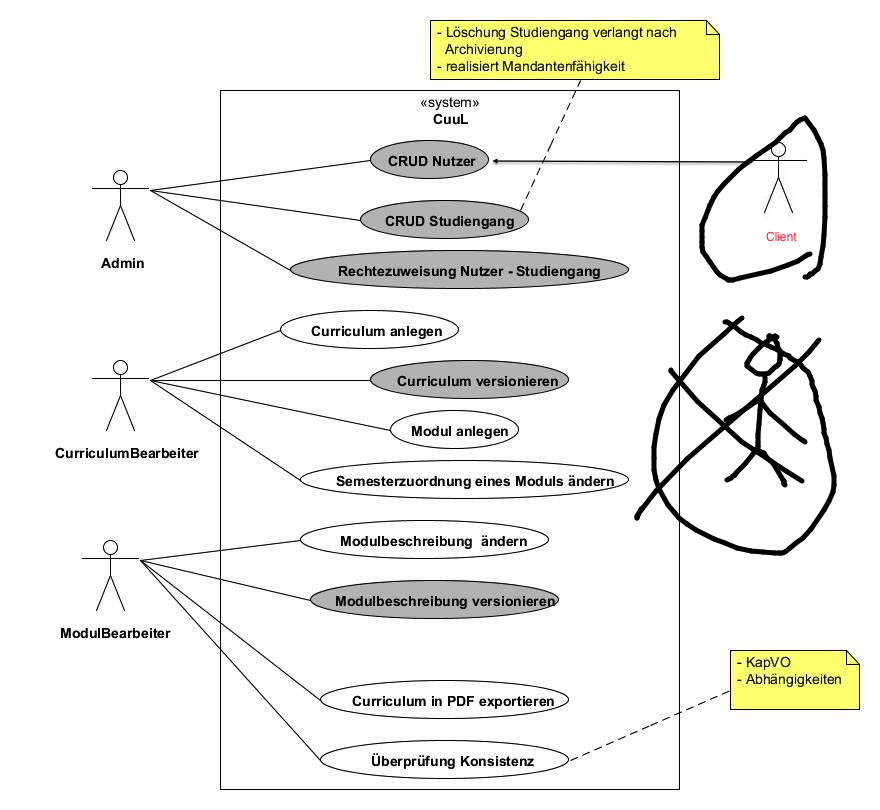 - Löschung Studiengang verlangt nach
Archivierung
- realisiert Mandantenfähigkeit
«system»
CuuL
CRUD Nutzer
CRUD Studiengang
Rechtezuweisung Nutzer - Studiengang
Admin
Client
Curriculum anlegen
Curriculum versionieren
Modul anlegen
Semesterzuordnung eines Moduls ändern
CurriculumBearbeiter
Modulbeschreibung ändern
Modulbeschreibung versionieren
ModulBearbeiter
Curriculum in PDF exportieren
Überprüfung Konsistenz
- KapVO
- Abhängigkeiten